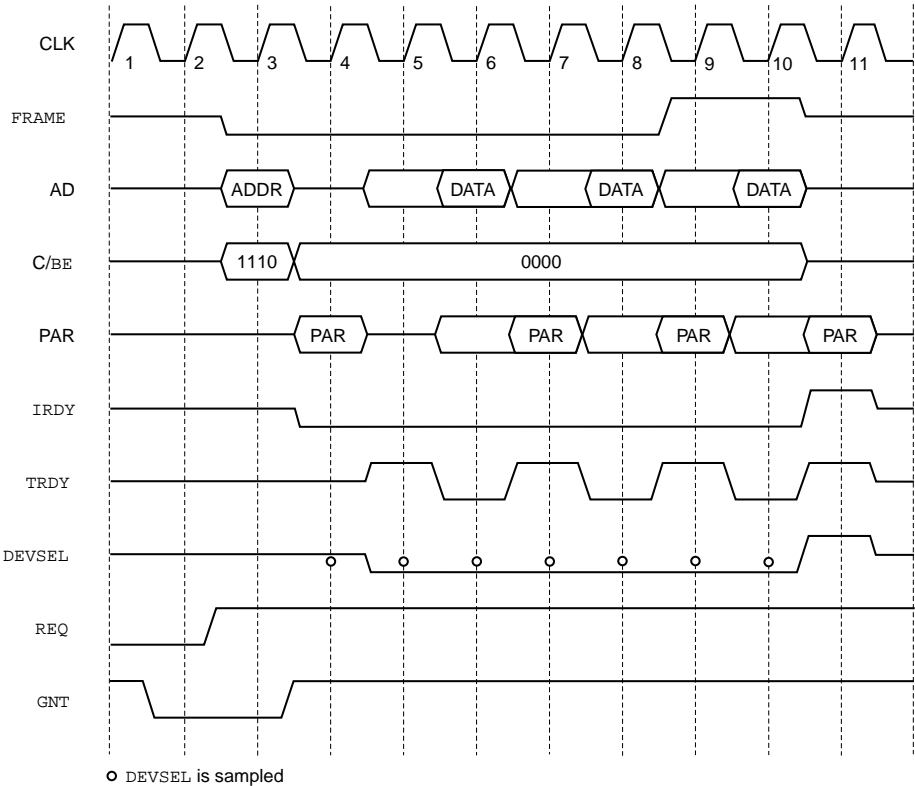 CLK
1 2 3 4 5 6 7 8 9 10 11
FRAME
AD ADDR DATA DATA DATA
C/BE 1110 0000
PAR PAR PAR PAR PAR
IRDY
TRDY
DEVSEL
REQ
GNT
DEVSEL is sampled